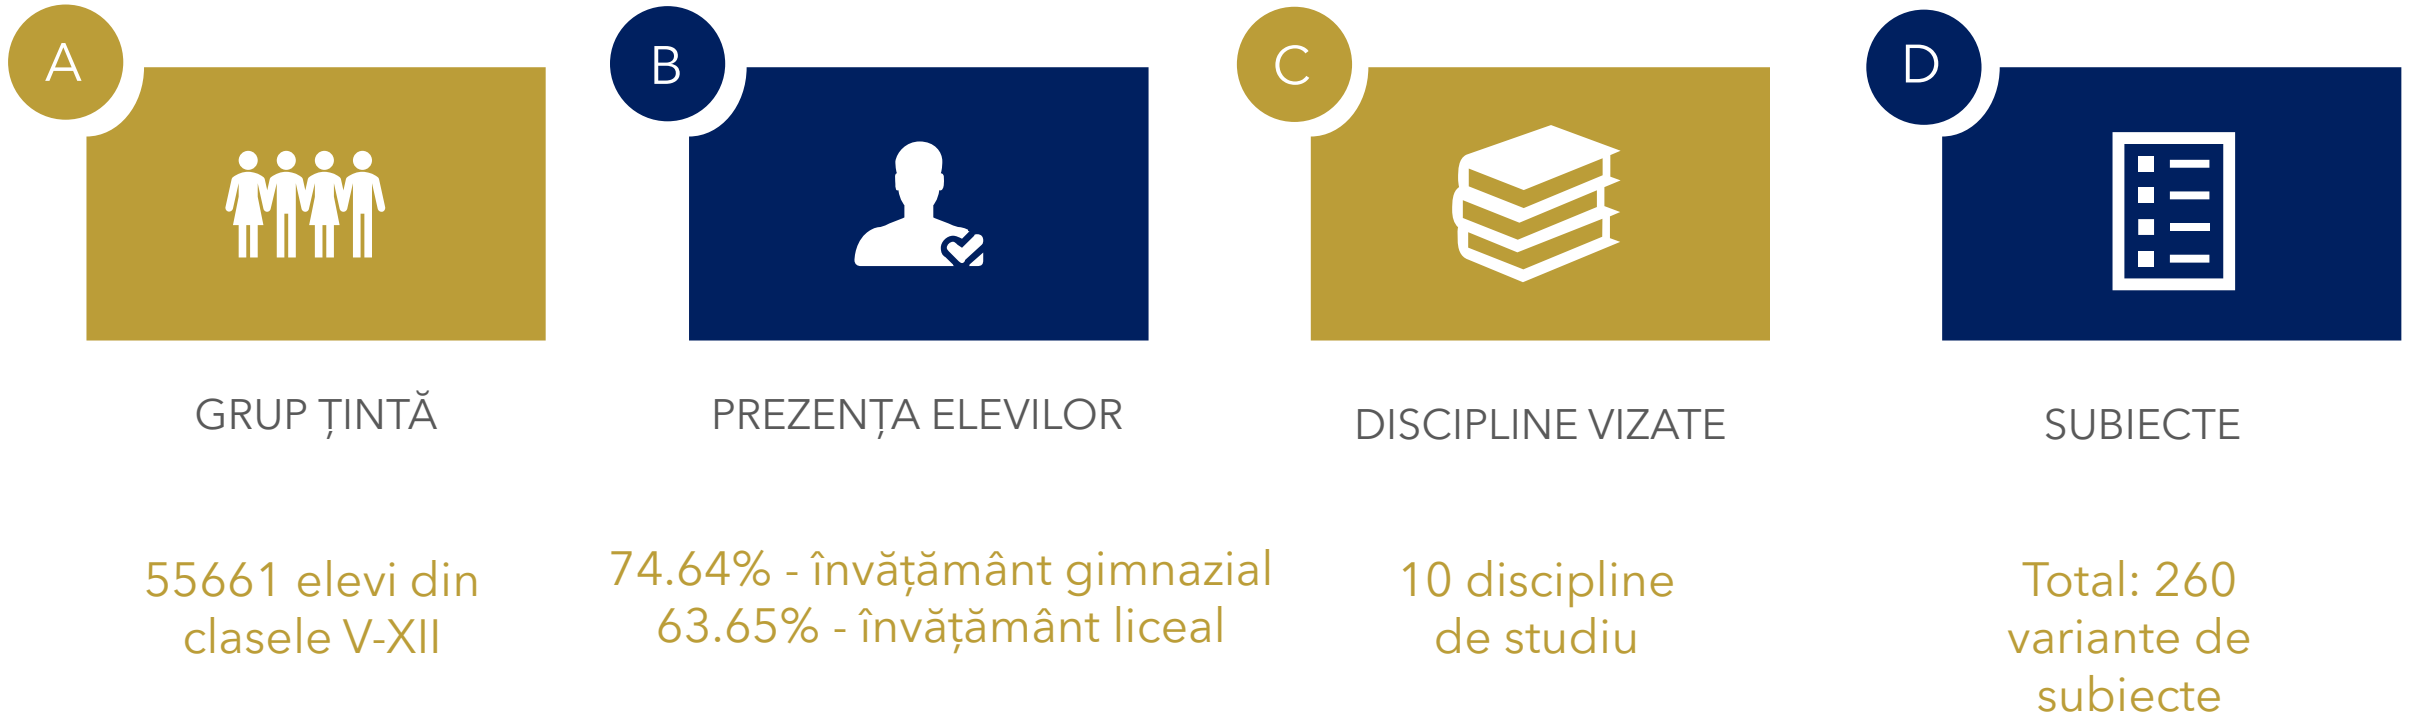 A
GRUP ȚINTĂ
55661 elevi din
clasele V-XII
B
PREZENȚA ELEVILOR
74.64% - învățământ gimnazial
63.65% - învățământ liceal
C
DISCIPLINE VIZATE
10 discipline
de studiu
D
SUBIECTE
Total: 260
variante de
subiecte